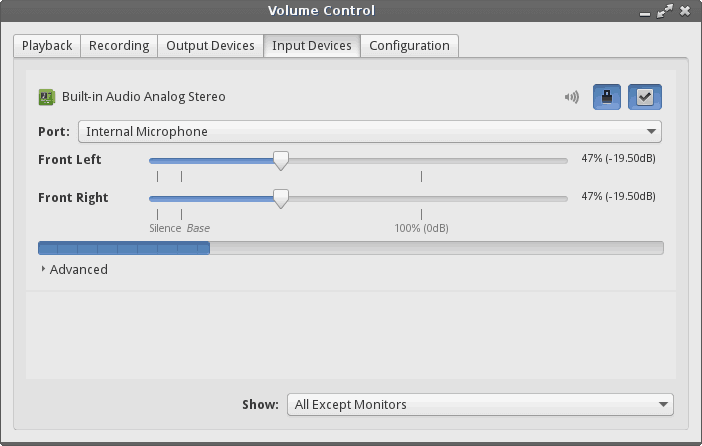 Volume Control
Playback Recording Output Devices Input Devices Configuration
Built-in Audio Analog Stereo
Port: Internal Microphone
Front Left 47% (-19.50dB)
Front Right 47% (-19.50dB)
Silence Base 100% (0dB)
Advanced
Show: All Except Monitors